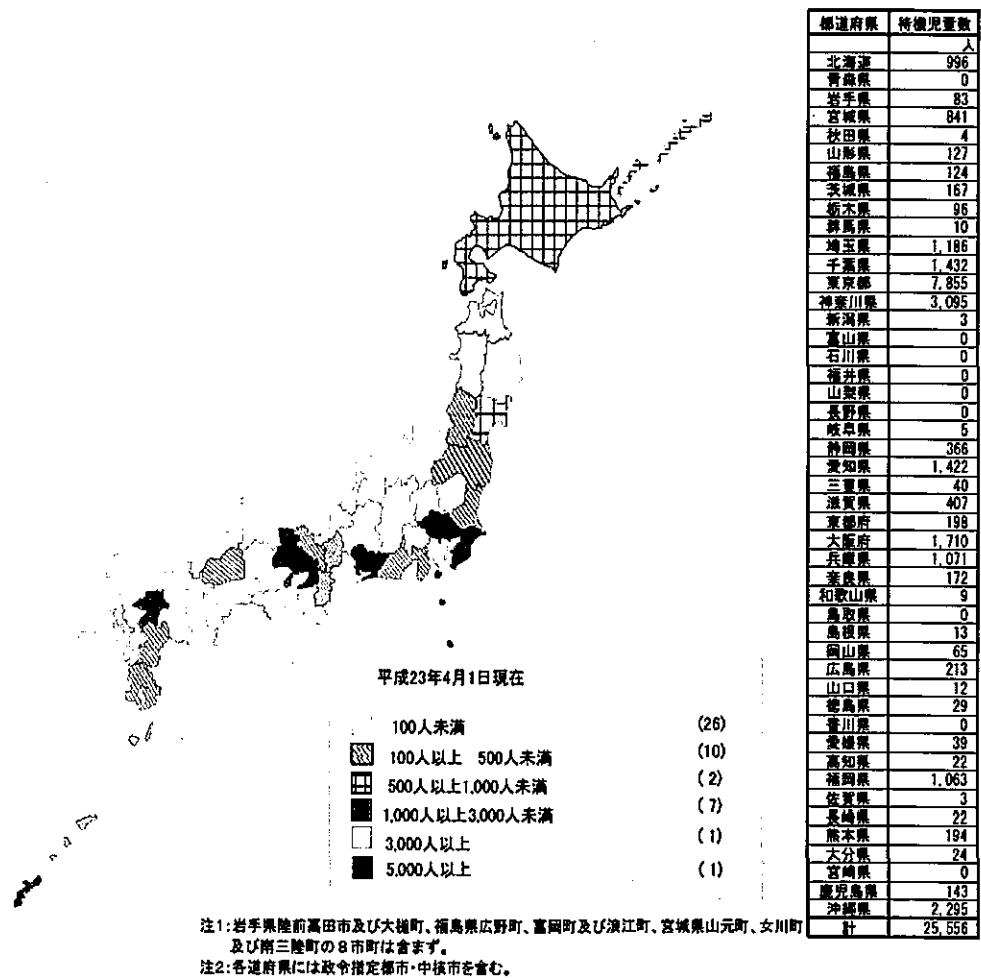 都道府県 待機児童数
人
北海道 996
青森県 0
岩手県 83
宮城県 841
秋田県 4
山形県 127
福島県 124
茨城県 167
栃木県 96
群馬県 10
埼玉県 1,186
千葉県 1,432
東京都 7,855
神奈川県 3,095
新潟県 3
富山県 0
石川県 0
福井県 0
山梨県 0
長野県 0
岐阜県 5
静岡県 366
愛知県 1,422
三重県 40
滋賀県 407
京都府 198
大阪府 1,710
兵庫県 1,071
奈良県 172
和歌山県 9
鳥取県 0
島根県 13
岡山県 65
広島県 213
山口県 12
徳島県 29
香川県 0
愛媛県 39
高知県 22
福岡県 1,063
佐賀県 3
長崎県 22
熊本県 194
大分県 24
宮崎県 0
鹿児島県 143
沖縄県 2,295
計 25,556
平成23年4月1日現在
100人未満 (26)
100人以上 500人未満 (10)
500人以上1,000人未満 (2)
1,000人以上3,000人未満 (7)
3,000人以上 (1)
5,000人以上 (1)
注1:岩手県陸前高田市及び大槌町、福島県広野町、富岡町及び浪江町、宮城県山元町、女川町
及び南三陸町の8市町は含まず。
注2:各道府県には政令指定都市・中核市を含む。